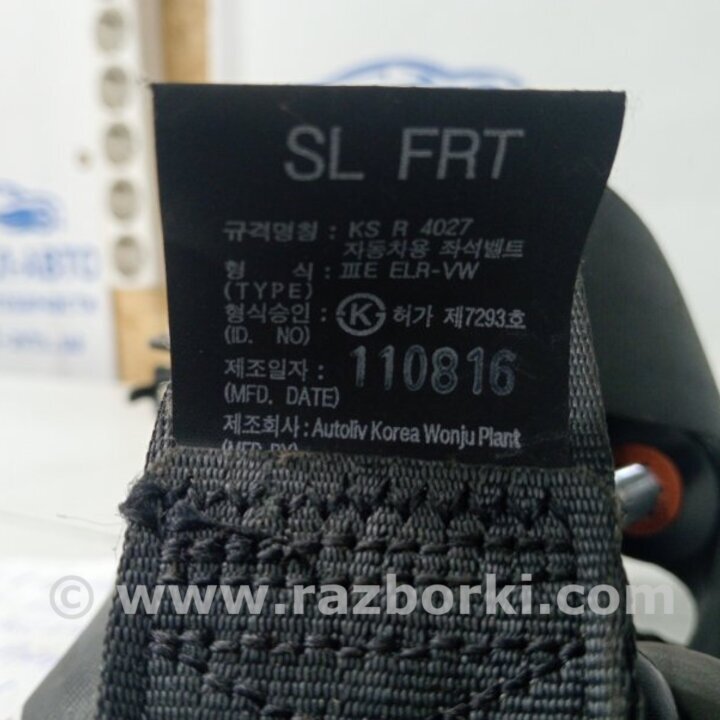 SL FRT
규격명칭 : KS R 4027
자동차용 좌석벨트
형 식 : ⅢE ELR-VW
(TYPE)
형식승인 : K 허가 제7293호
(ID. NO)
제조일자 : 110816
(MFD. DATE)
제조회사 : Autoliv Korea Wonju Plant
(MFD BY)
© www.razborki.com